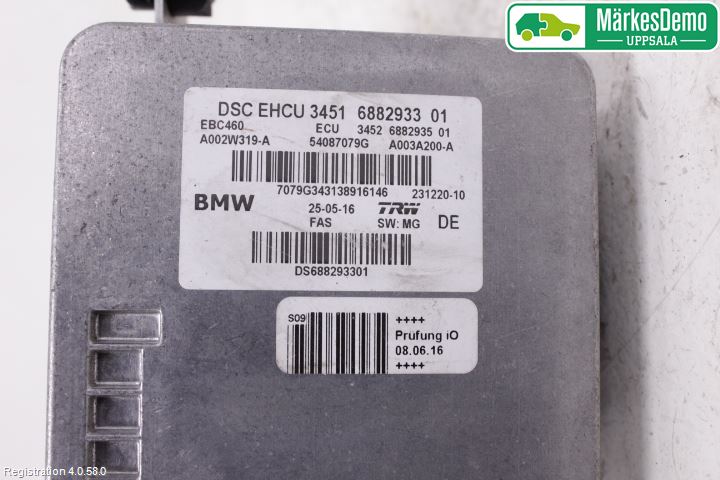 MärkesDemo
UPPSALA
DSC EHCU 3451 6882933 01
EBC460 ECU 3452 6882935 01
A002W319-A 54087079G A003A200-A
7079G343138916146 231220-10
BMW 25-05-16 TRW DE
FAS SW: MG
DS688293301
S09 ++++
Prüfung iO
08.06.16
++++
Registration 4.0.58.0